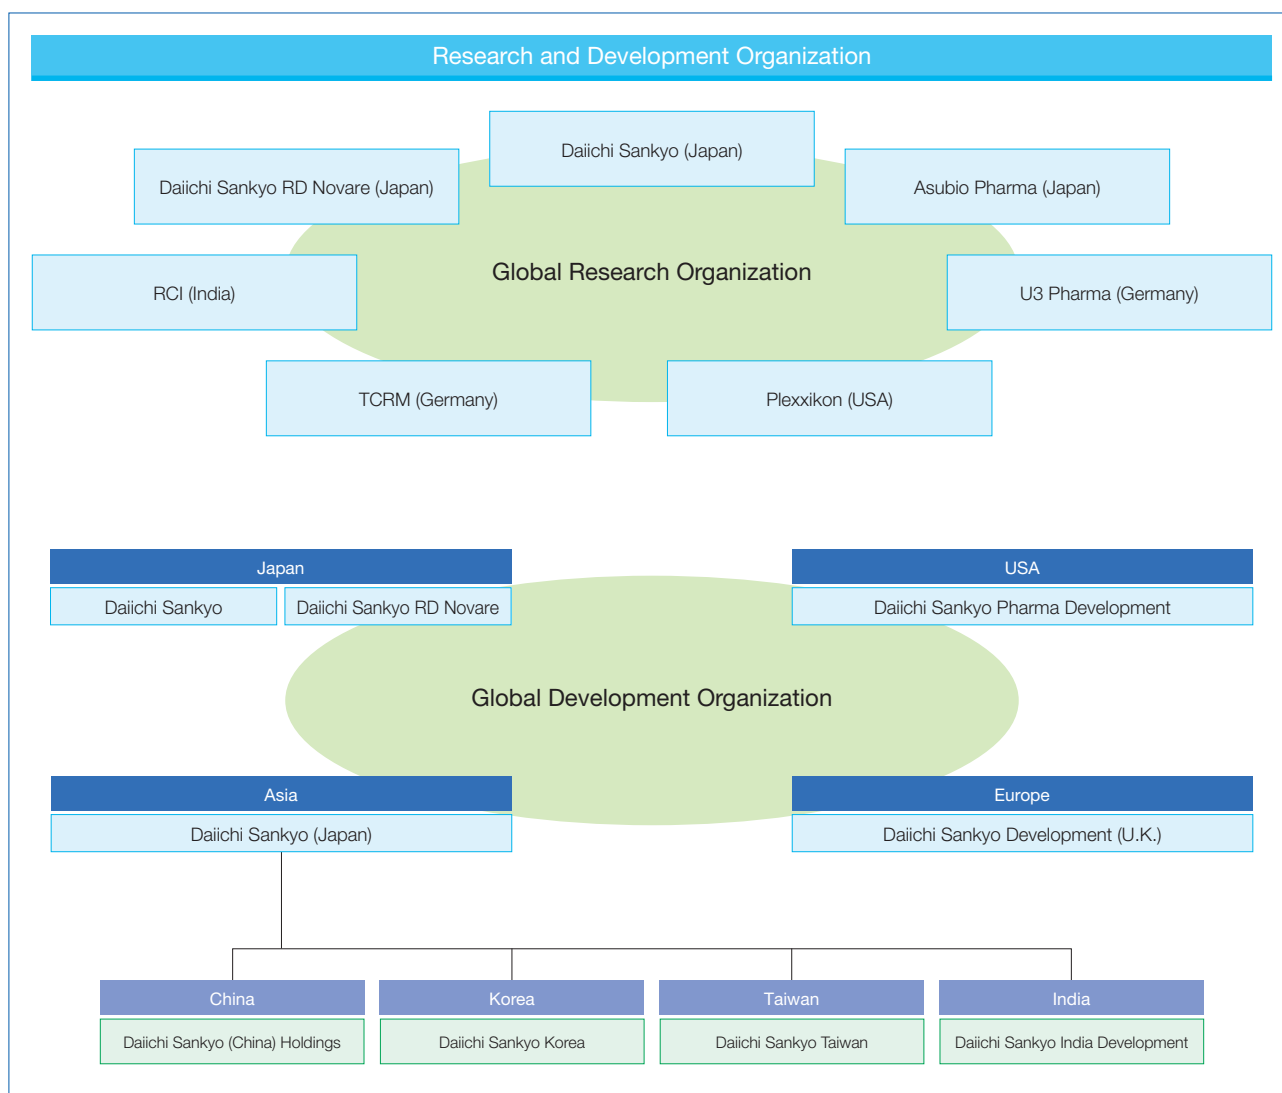 Research and Development Organization
Daiichi Sankyo (Japan)
Daiichi Sankyo RD Novare (Japan)
Asubio Pharma (Japan)
Global Research Organization
RCI (India)
U3 Pharma (Germany)
TCRM (Germany)
Plexxikon (USA)
Japan
USA
Daiichi Sankyo
Daiichi Sankyo RD Novare
Daiichi Sankyo Pharma Development
Global Development Organization
Asia
Europe
Daiichi Sankyo (Japan)
Daiichi Sankyo Development (U.K.)
China
Korea
Taiwan
India
Daiichi Sankyo (China) Holdings
Daiichi Sankyo Korea
Daiichi Sankyo Taiwan
Daiichi Sankyo India Development